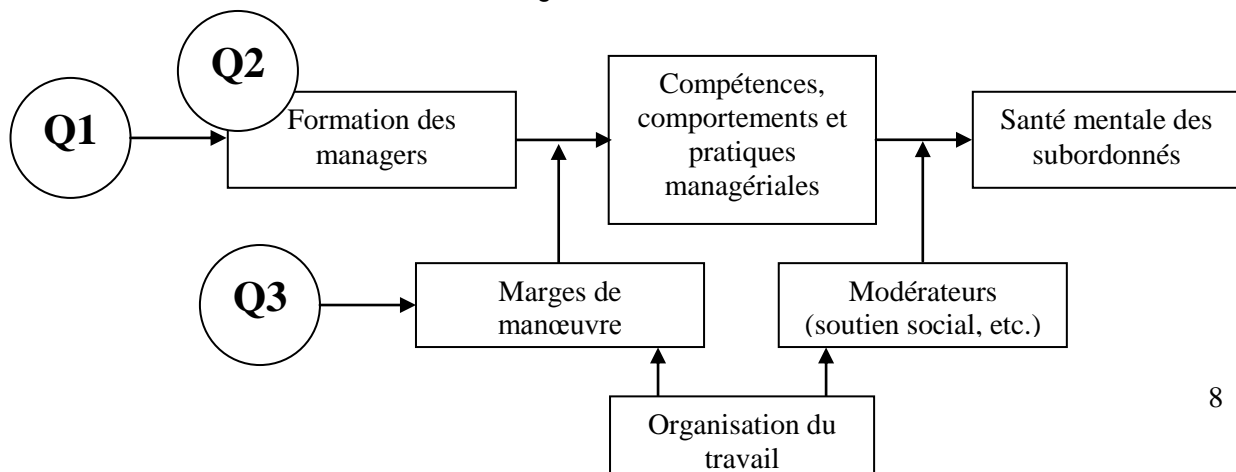 Q2
Q1
Formation des
managers
Compétences,
comportements et
pratiques
managériales
Santé mentale des
subordonnés
Q3
Marges de
manœuvre
Modérateurs
(soutien social, etc.)
Organisation du
travail
8